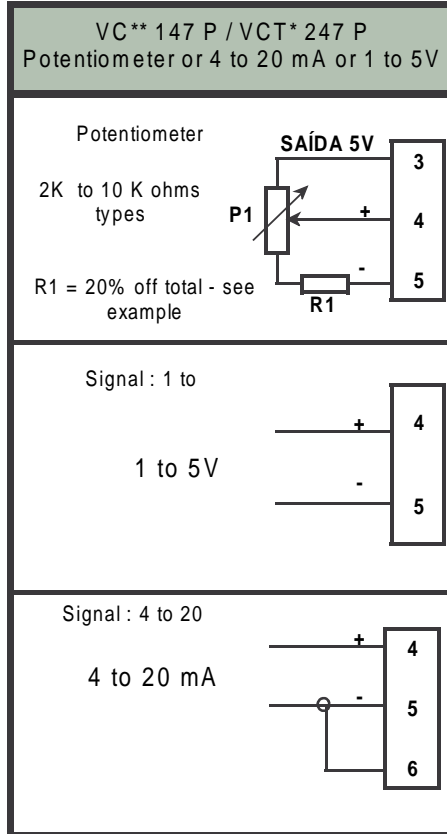 VC** 147 P / VCT* 247 P
Potentiometer or 4 to 20 mA or 1 to 5V
Potentiometer
2K to 10 K ohms
types
R1 = 20% off total - see
example
SAÍDA 5V
P1
+
-
R1
3
4
5
Signal : 1 to
1 to 5V
+
-
4
5
Signal : 4 to 20
4 to 20 mA
+
-
4
5
6